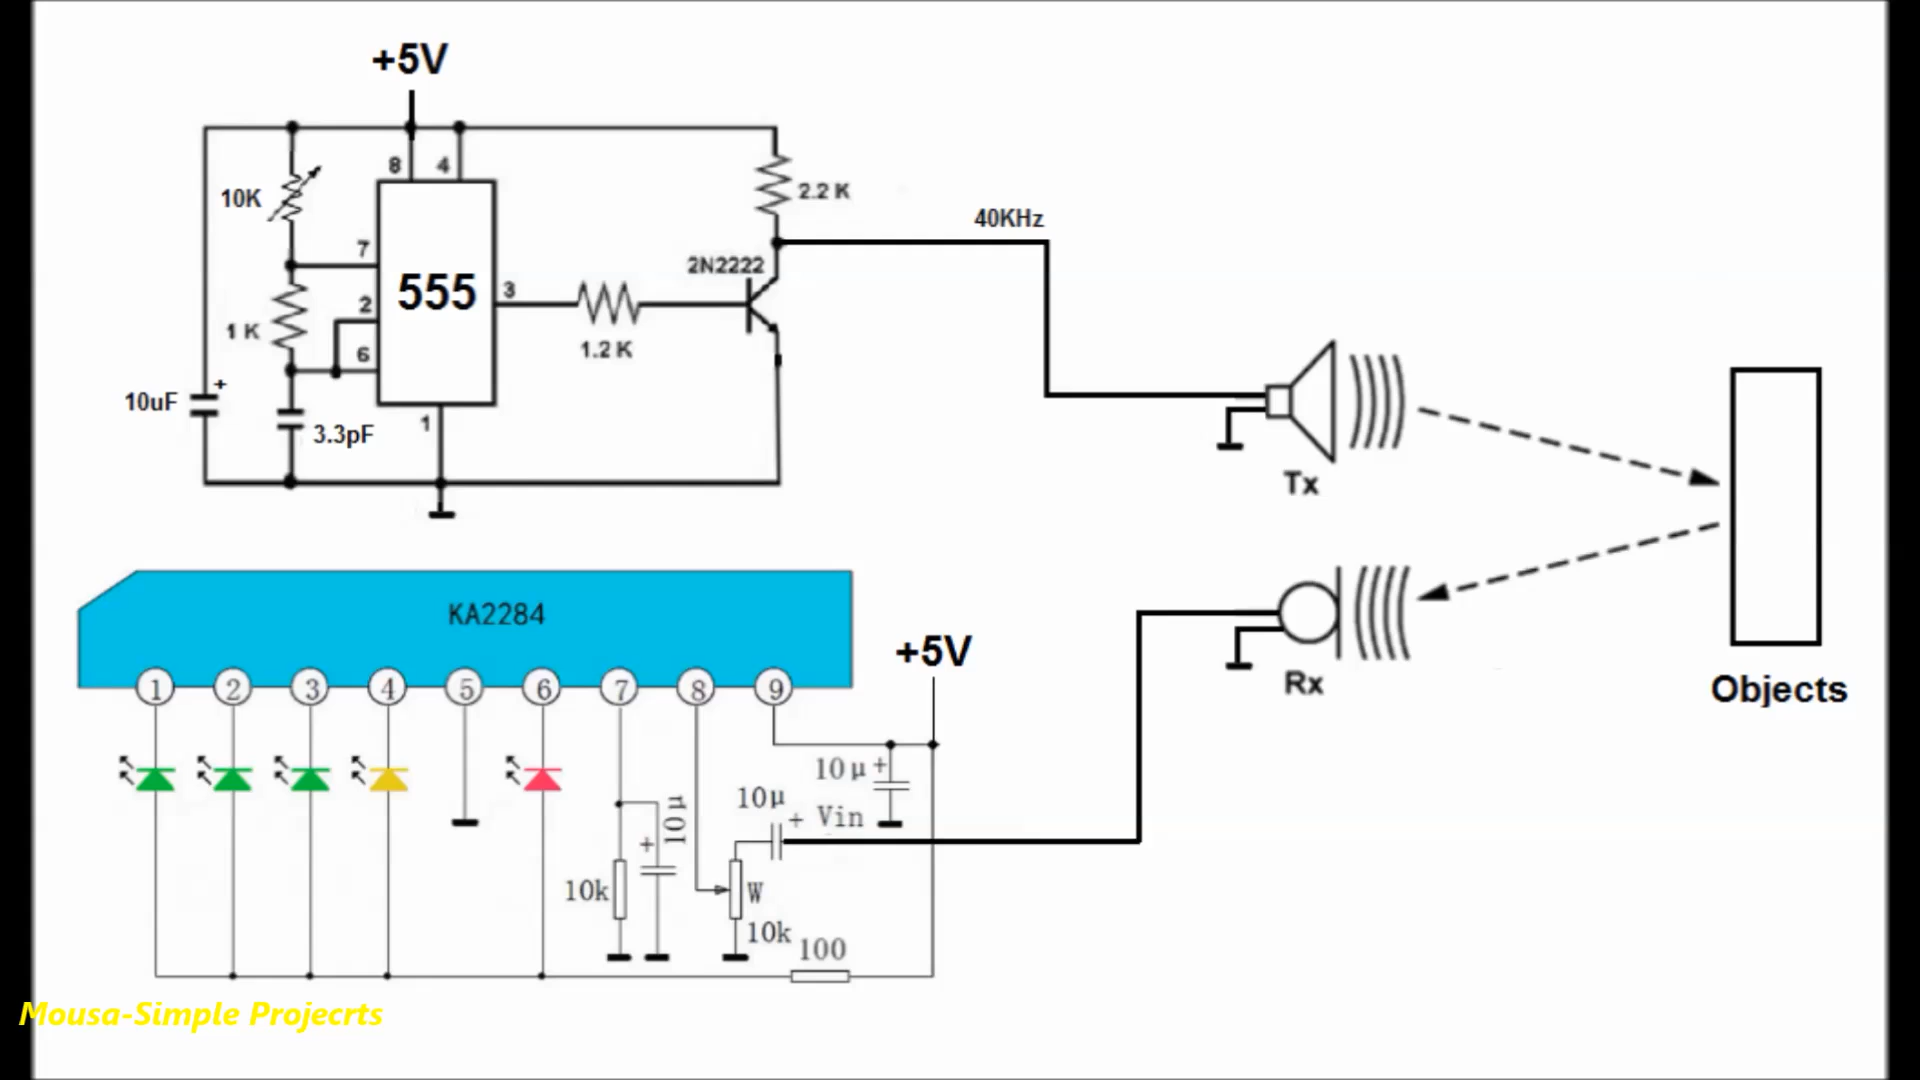 +5V
8 4
10K
2.2 K
40KHz
7
2N2222
555
2
3
1 K
1.2 K
6
+
10uF
1
3.3pF
Tx
KA2284
+5V
1 2 3 4 5 6 7 8 9
Rx
Objects
10μ +
10μ
+ Vin
10μ
+
10k
W
10k
100
Mousa-Simple Projecrts